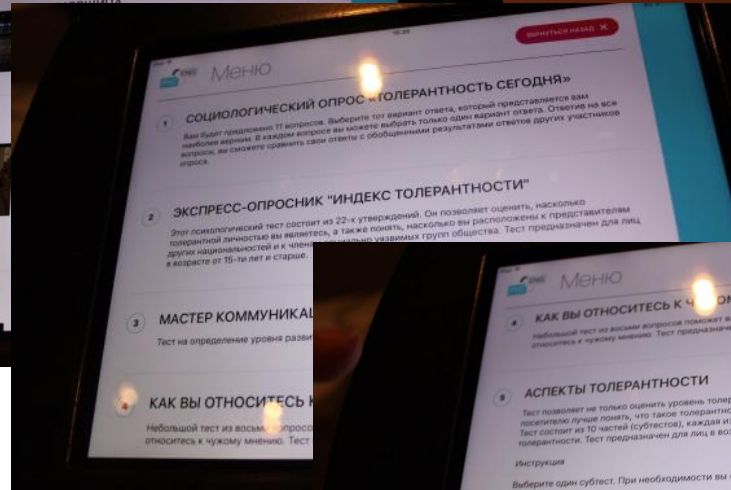 Меню
ВЕРНУТЬСЯ НАЗАД X
1 СОЦИОЛОГИЧЕСКИЙ ОПРОС «ТОЛЕРАНТНОСТЬ СЕГОДНЯ»
Вам будет предложено 11 вопросов. Выберите тот вариант ответа, который представляется вам
наиболее верным. В каждом вопросе вы можете выбрать только один вариант ответа. Ответив на все
вопросы, вы сможете сравнить свои ответы с обобщенными результатами ответов других участников
опроса.
2 ЭКСПРЕСС-ОПРОСНИК "ИНДЕКС ТОЛЕРАНТНОСТИ"
Этот психологический тест состоит из 22-х утверждений. Он позволяет оценить, насколько
толерантной личностью вы являетесь, а также понять, насколько вы расположены к представителям
других национальностей и к члена уязвимых групп общества. Тест предназначен для лиц
в возрасте от 15-ти лет и старше.
3 МАСТЕР КОММУНИКАЦ
Тест на определение уровня разви
4 КАК ВЫ ОТНОСИТЕСЬ К
Небольшой тест из восьми вопросо
относитесь к чужому мнению. Тест
Меню
4 КАК ВЫ ОТНОСИТЕСЬ К Ч
Небольшой тест из восьми вопросов поможет
относитесь к чужому мнению. Тест предназначе
5 АСПЕКТЫ ТОЛЕРАНТНОСТИ
Тест позволяет не только оценить уровень толер
посетителю лучше понять, что такое толерантно
Тест состоит из 10 частей (субтестов), каждая из
толерантности. Тест предназначен для лиц в воз
Инструкция
Выберите один субтест. При необходимости вы